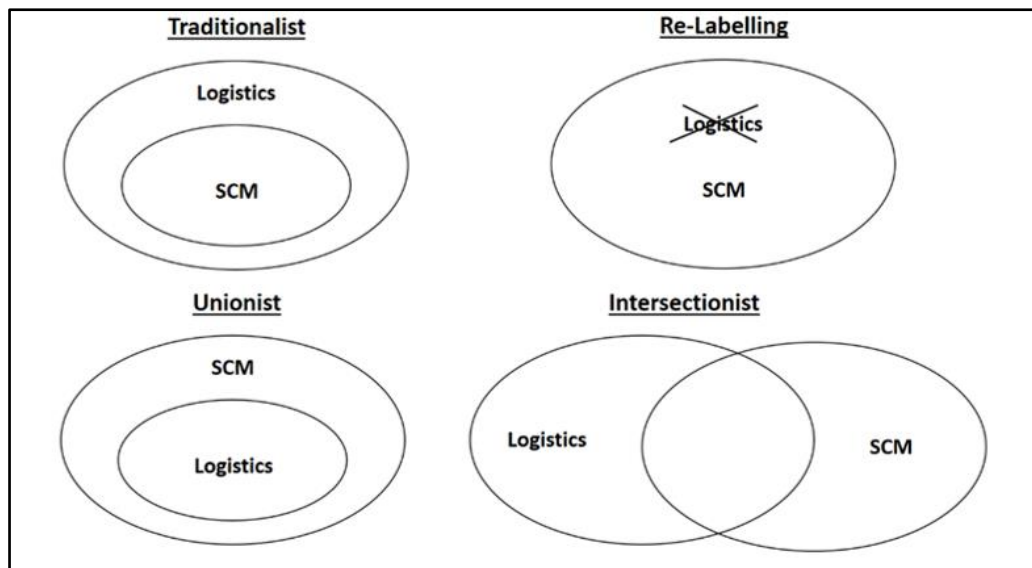 Traditionalist
Logistics
SCM
Re-Labelling
Logistics
SCM
Unionist
SCM
Logistics
Intersectionist
Logistics
SCM